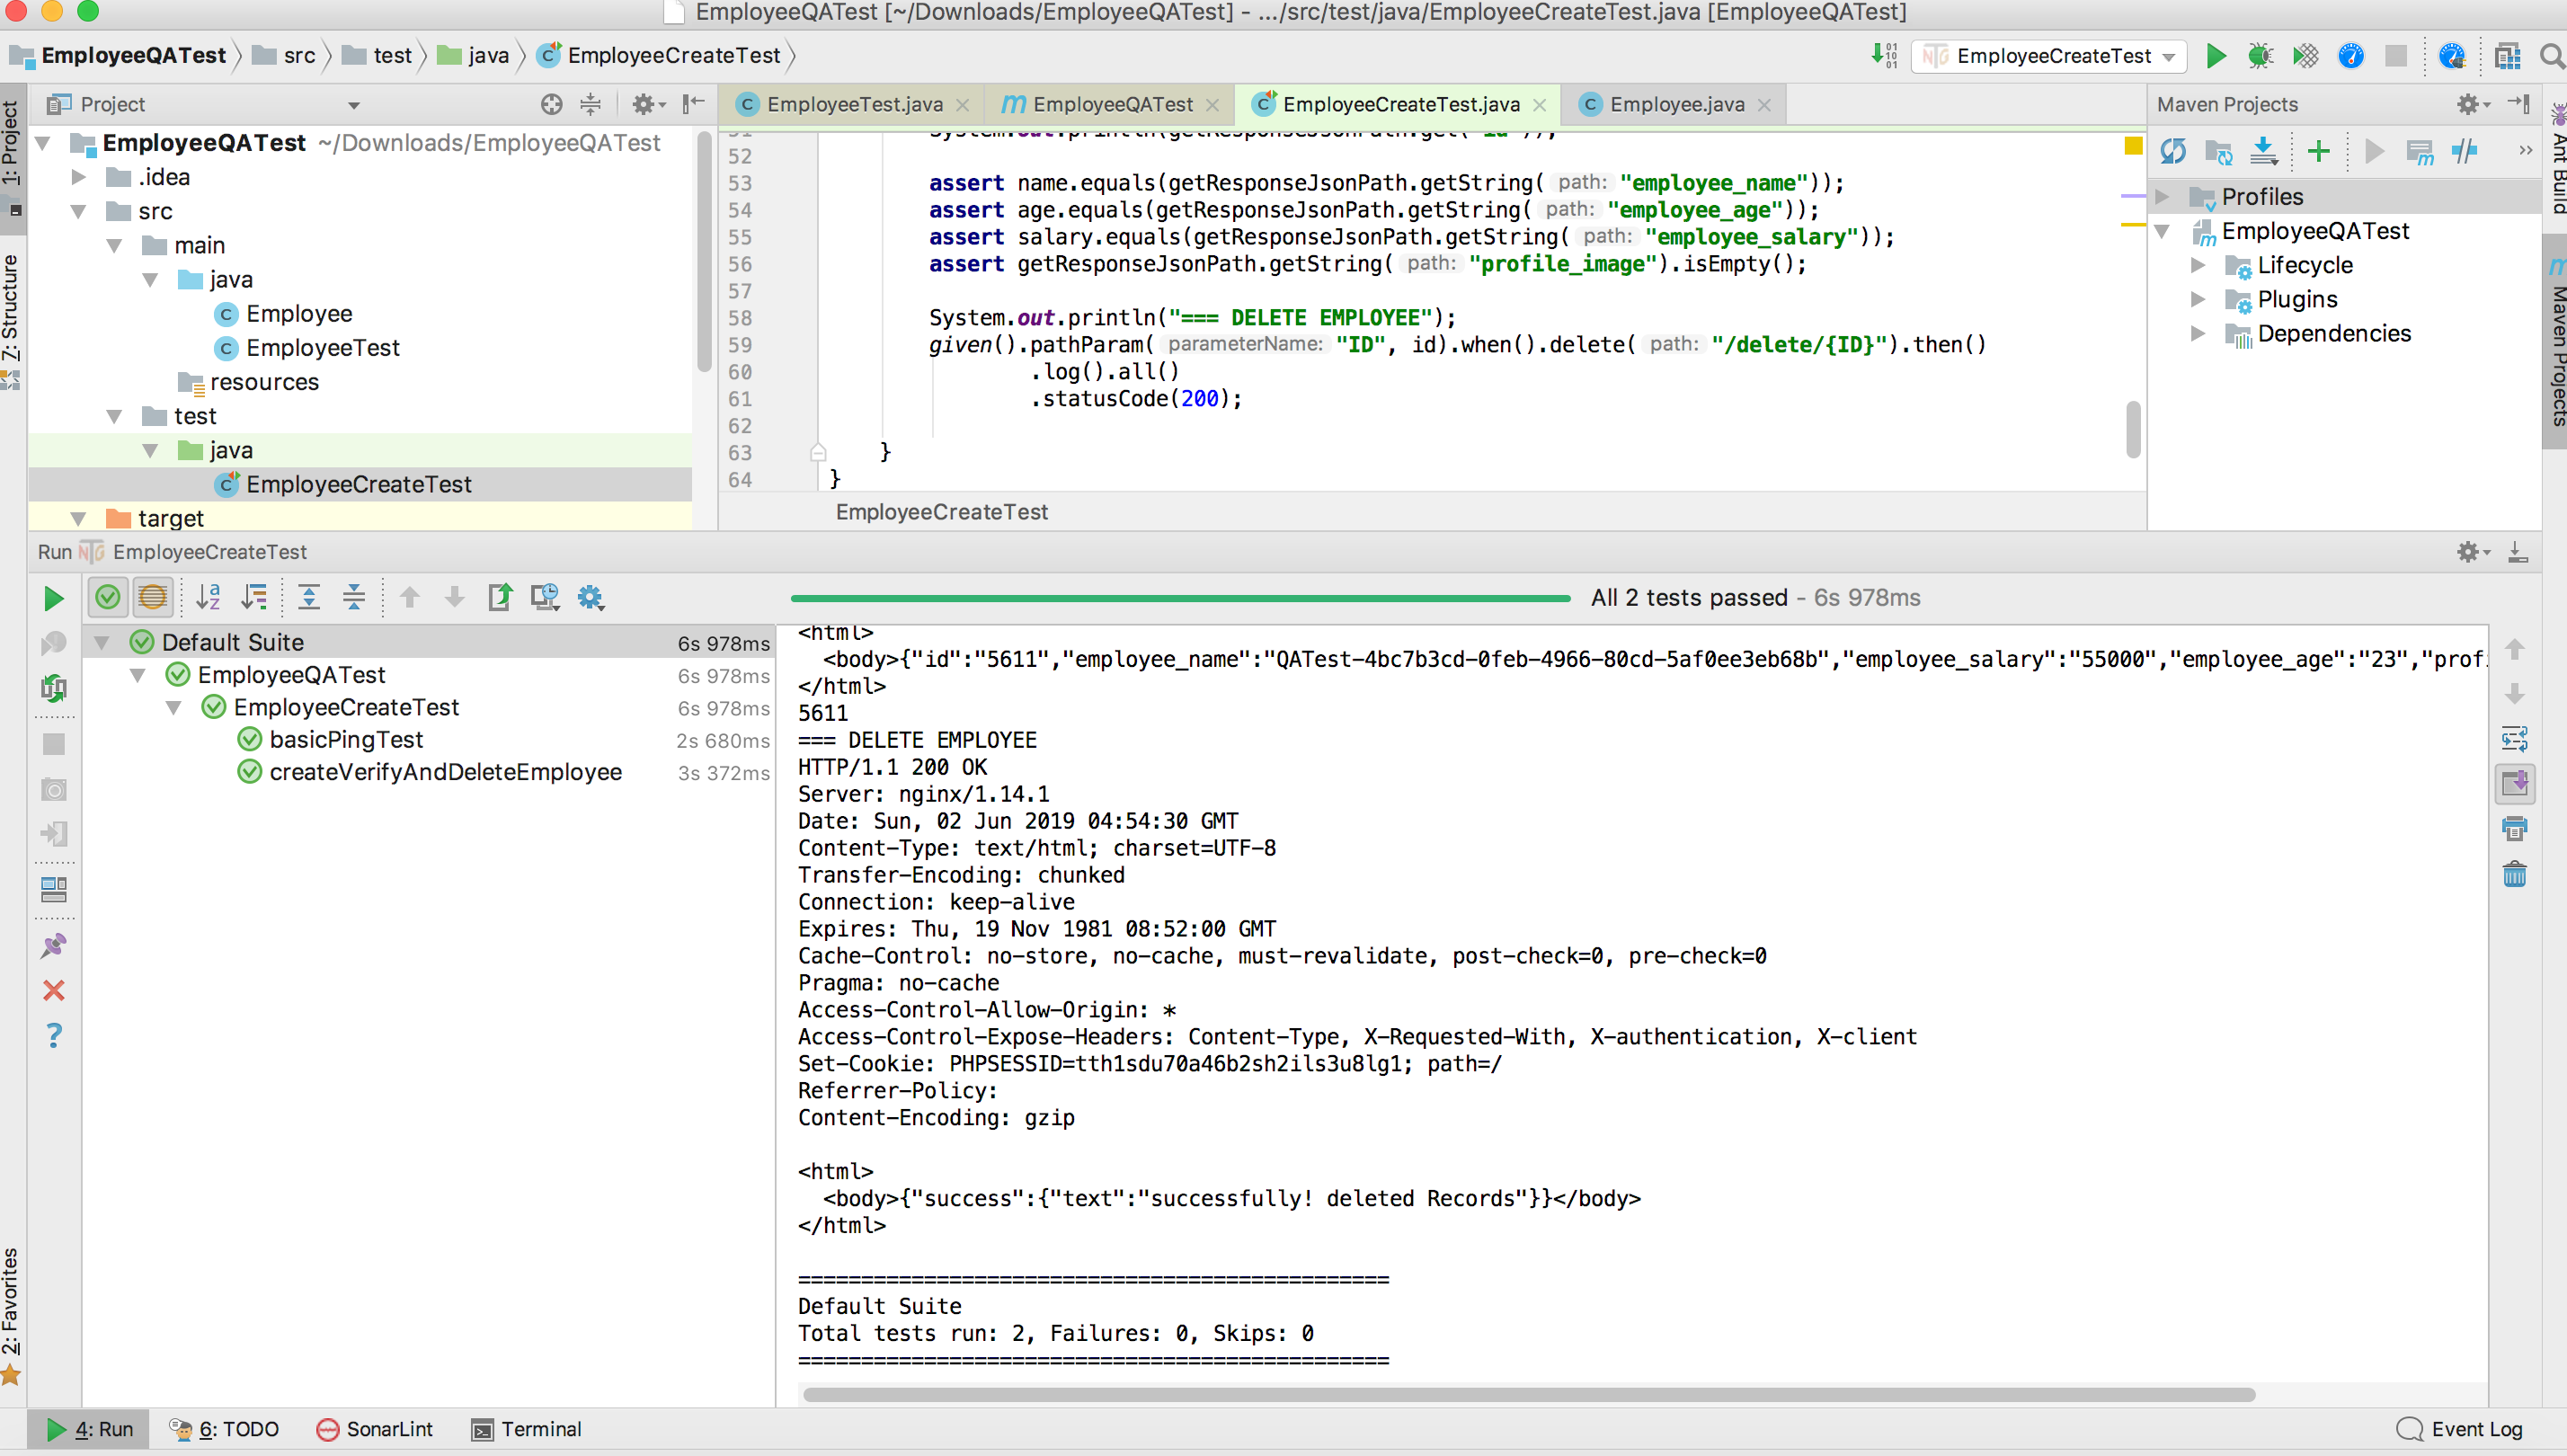 EmployeeQATest [~/Downloads/EmployeeQATest] - .../src/test/java/EmployeeCreateTest.java [EmployeeQATest]
EmployeeQATest src test java EmployeeCreateTest
EmployeeCreateTest
Project
EmployeeTest.java EmployeeQATest EmployeeCreateTest.java Employee.java
Maven Projects
1: Project
7: Structure
2: Favorites
EmployeeQATest ~/Downloads/EmployeeQATest
.idea
src
main
java
Employee
EmployeeTest
resources
test
java
EmployeeCreateTest
target
51 System.out.println(getResponseJsonPath.get("id"));
52
53 assert name.equals(getResponseJsonPath.getString( path: "employee_name"));
54 assert age.equals(getResponseJsonPath.getString( path: "employee_age"));
55 assert salary.equals(getResponseJsonPath.getString( path: "employee_salary"));
56 assert getResponseJsonPath.getString( path: "profile_image").isEmpty();
57
58 System.out.println("=== DELETE EMPLOYEE");
59 given().pathParam( parameterName: "ID", id).when().delete( path: "/delete/{ID}").then()
60 .log().all()
61 .statusCode(200);
62
63 }
64 }
EmployeeCreateTest
Profiles
EmployeeQATest
Lifecycle
Plugins
Dependencies
Ant Build
Maven Projects
Run EmployeeCreateTest
All 2 tests passed - 6s 978ms
Default Suite 6s 978ms
EmployeeQATest 6s 978ms
EmployeeCreateTest 6s 978ms
basicPingTest 2s 680ms
createVerifyAndDeleteEmployee 3s 372ms
<html>
<body>{"id":"5611","employee_name":"QATest-4bc7b3cd-0feb-4966-80cd-5af0ee3eb68b","employee_salary":"55000","employee_age":"23","prof
</html>
5611
=== DELETE EMPLOYEE
HTTP/1.1 200 OK
Server: nginx/1.14.1
Date: Sun, 02 Jun 2019 04:54:30 GMT
Content-Type: text/html; charset=UTF-8
Transfer-Encoding: chunked
Connection: keep-alive
Expires: Thu, 19 Nov 1981 08:52:00 GMT
Cache-Control: no-store, no-cache, must-revalidate, post-check=0, pre-check=0
Pragma: no-cache
Access-Control-Allow-Origin: *
Access-Control-Expose-Headers: Content-Type, X-Requested-With, X-authentication, X-client
Set-Cookie: PHPSESSID=tth1sdu70a46b2sh2ils3u8lg1; path=/
Referrer-Policy:
Content-Encoding: gzip
<html>
<body>{"success":{"text":"successfully! deleted Records"}}</body>
</html>
===============================================
Default Suite
Total tests run: 2, Failures: 0, Skips: 0
===============================================
4: Run 6: TODO SonarLint Terminal Event Log